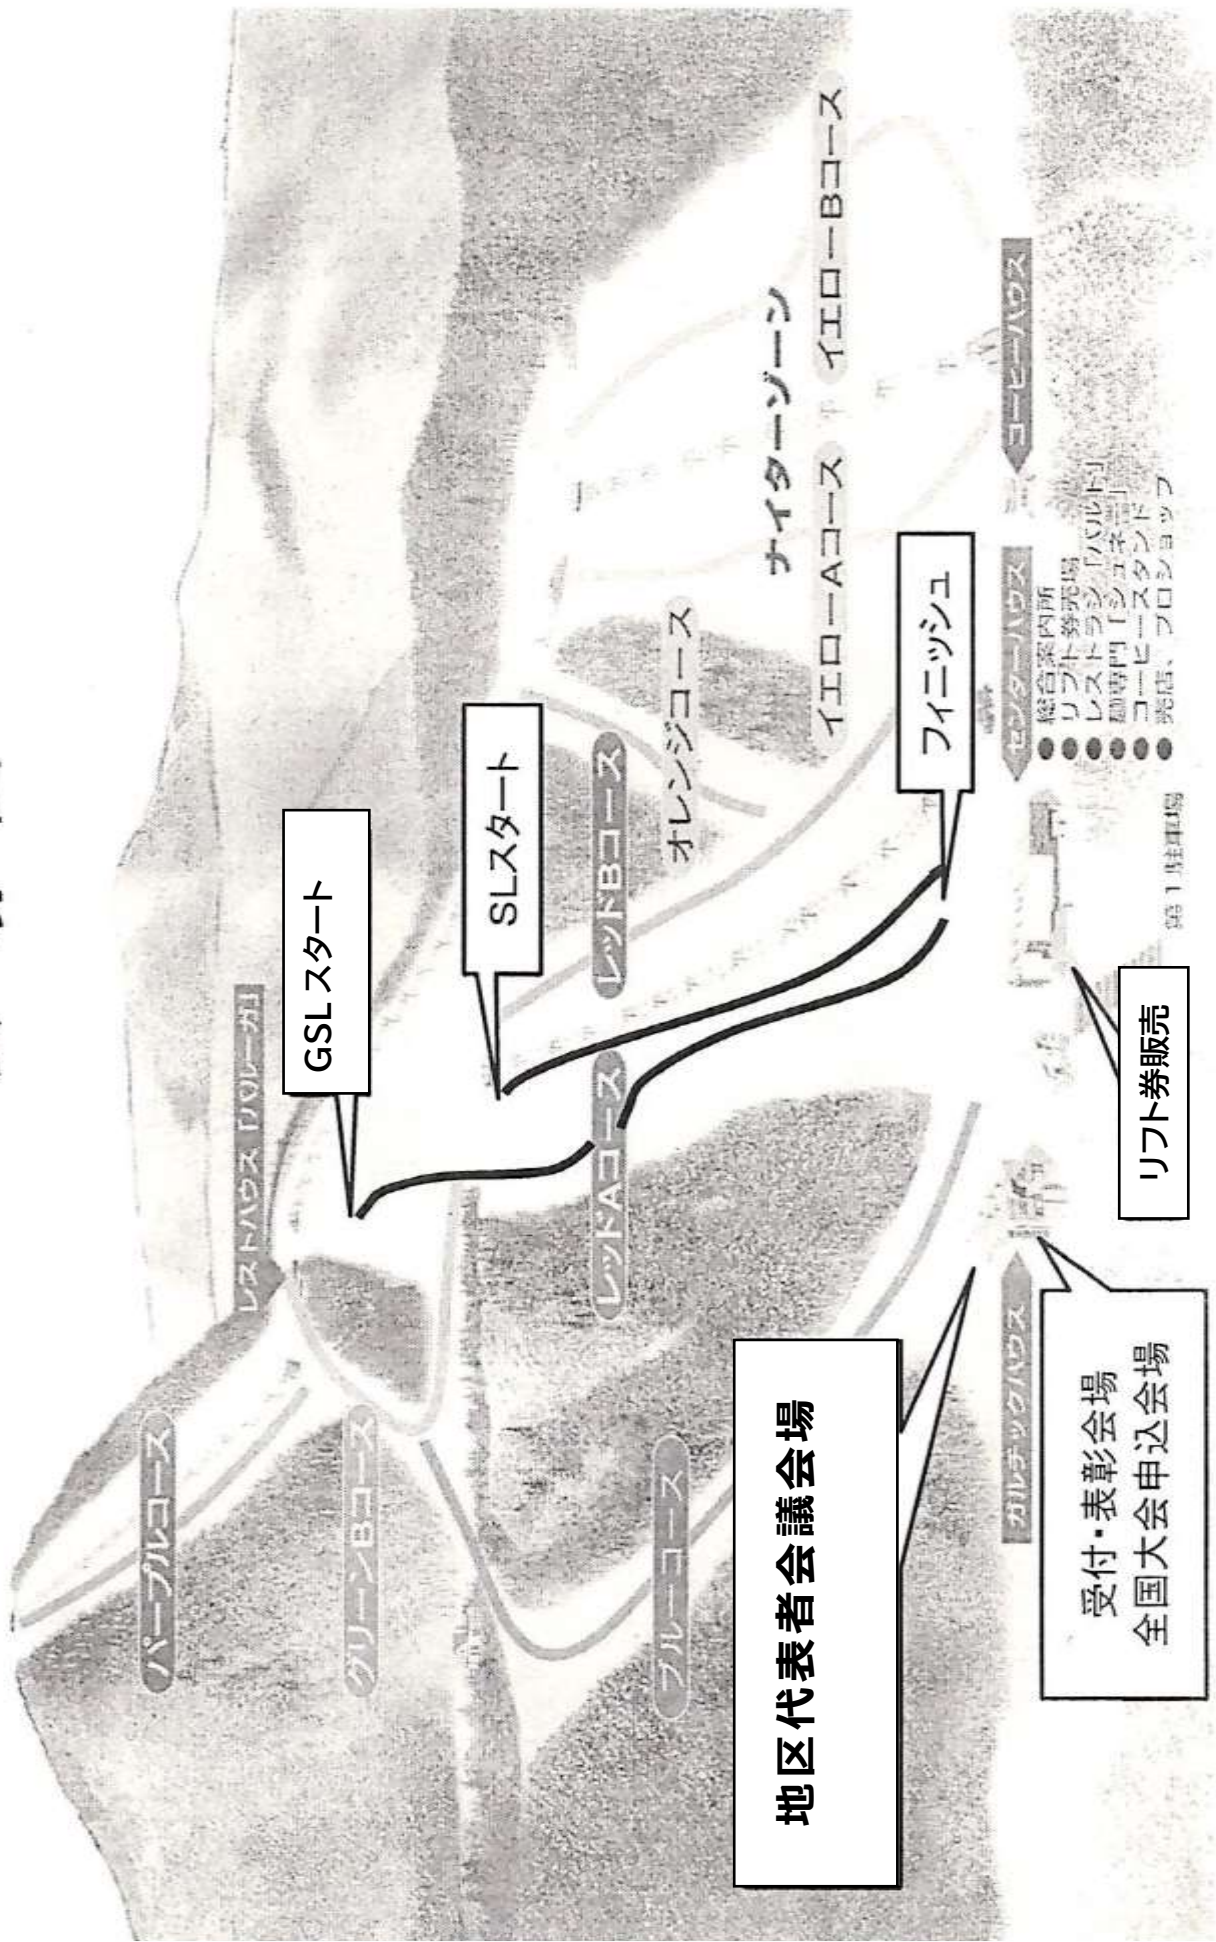 レストハウス「バルーガ」
GSL スタート
SLスタート
パープルコース
グリーンBコース
ブルーコース
レッドAコース
レッドBコース
オレンジコース
ナイターゾーン
イエローAコース
イエローBコース
フィニッシュ
地区代表者会議会場
ガルチックハウス
センターハウス
コーヒーハウス
受付・表彰会場
全国大会申込会場
リフト券販売
第1駐車場
総合案内所
リフト券売場
レストラン「バルト」
麺専門「シュネー」
コーヒースタンド
売店、プロショップ